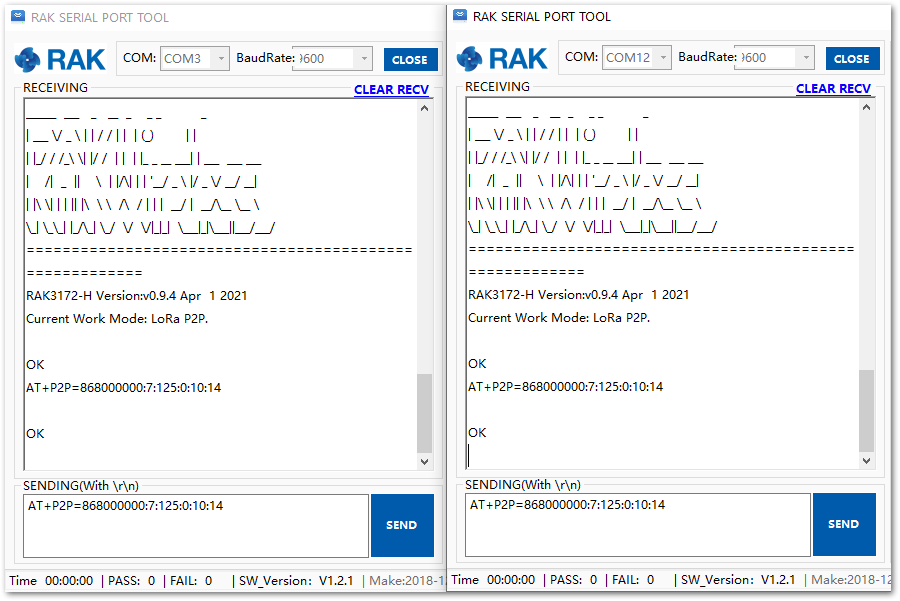 RAK SERIAL PORT TOOL
RAK
COM: COM3 BaudRate: 9600 CLOSE
RECEIVING
CLEAR RECV
==========================================
=============
RAK3172-H Version:v0.9.4 Apr 1 2021
Current Work Mode: LoRa P2P.
OK
AT+P2P=868000000:7:125:0:10:14
OK
SENDING(With \r\n)
AT+P2P=868000000:7:125:0:10:14
SEND
Time 00:00:00 | PASS: 0 | FAIL: 0 | SW_Version: V1.2.1 | Make:2018-1
RAK SERIAL PORT TOOL
RAK
COM: COM12 BaudRate: 9600 CLOSE
RECEIVING
CLEAR RECV
==========================================
=============
RAK3172-H Version:v0.9.4 Apr 1 2021
Current Work Mode: LoRa P2P.
OK
AT+P2P=868000000:7:125:0:10:14
OK
SENDING(With \r\n)
AT+P2P=868000000:7:125:0:10:14
SEND
Time 00:00:00 | PASS: 0 | FAIL: 0 | SW_Version: V1.2.1 | Make:2018-12